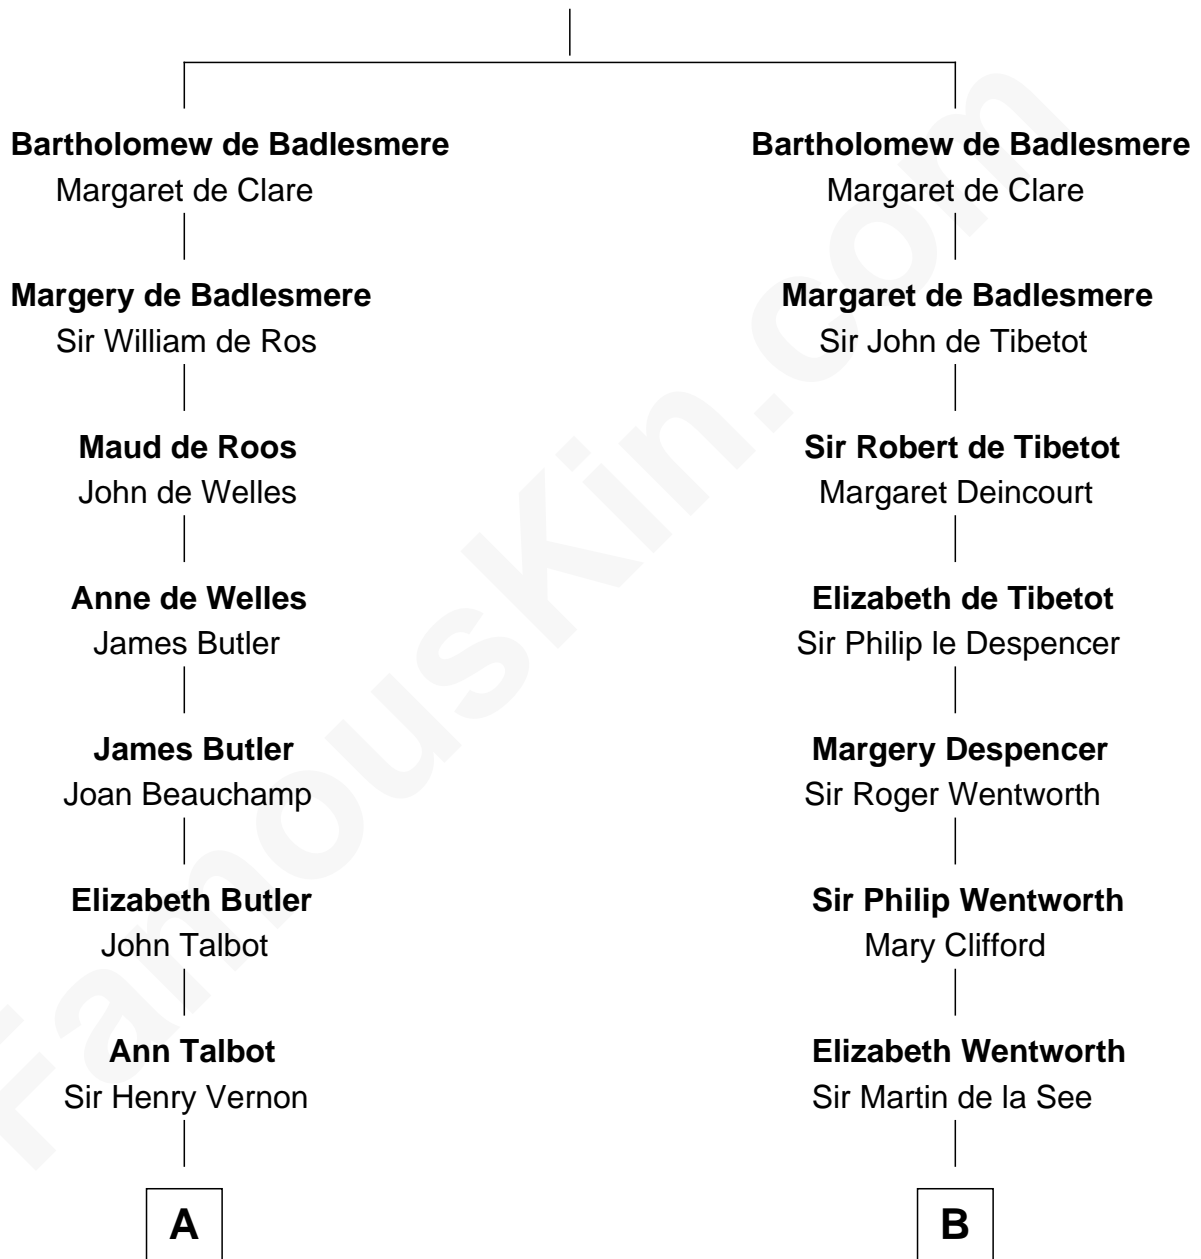 Bartholomew de Badlesmere
Margaret de Clare
Margery de Badlesmere
Sir William de Ros
Maud de Roos
John de Welles
Anne de Welles
James Butler
James Butler
Joan Beauchamp
Elizabeth Butler
John Talbot
Ann Talbot
Sir Henry Vernon
A
Bartholomew de Badlesmere
Margaret de Clare
Margaret de Badlesmere
Sir John de Tibetot
Sir Robert de Tibetot
Margaret Deincourt
Elizabeth de Tibetot
Sir Philip le Despencer
Margery Despencer
Sir Roger Wentworth
Sir Philip Wentworth
Mary Clifford
Elizabeth Wentworth
Sir Martin de la See
B
FamousKin.com